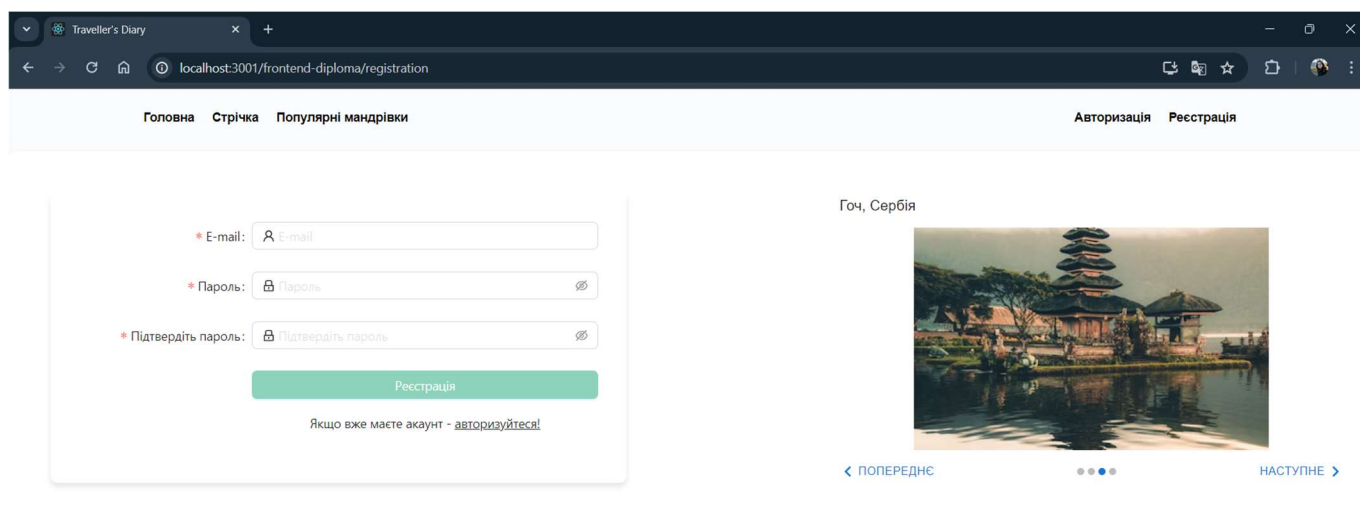 Traveller's Diary
localhost:3001/frontend-diploma/registration
Головна Стрічка Популярні мандрівки Авторизація Реєстрація
* E-mail: E-mail
* Пароль: Пароль
* Підтвердіть пароль: Підтвердіть пароль
Реєстрація
Якщо вже маєте акаунт - авторизуйтеся!
Гоч, Сербія
ПОПЕРЕДНЄ НАСТУПНЕ